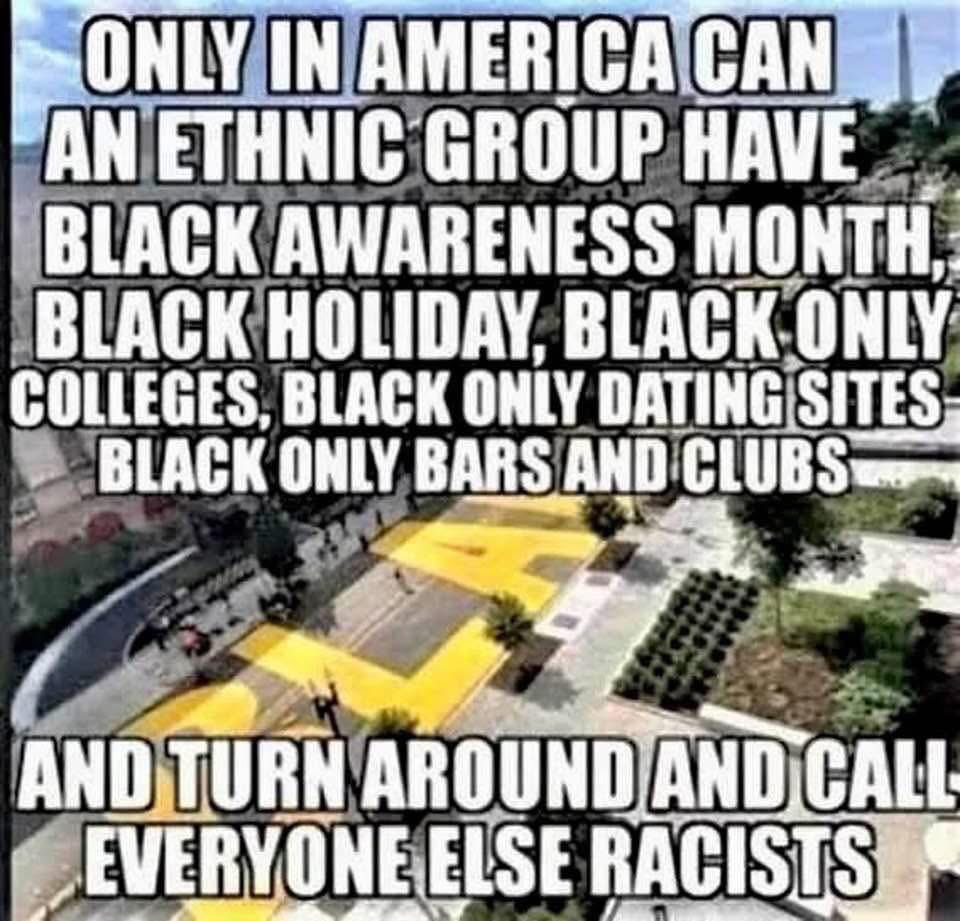 ONLY IN AMERICA CAN
AN ETHNIC GROUP HAVE
BLACK AWARENESS MONTH,
BLACK HOLIDAY, BLACK ONLY
COLLEGES, BLACK ONLY DATING SITES
BLACK ONLY BARS AND CLUBS
BLA
AND TURN AROUND AND CALL
EVERYONE ELSE RACISTS